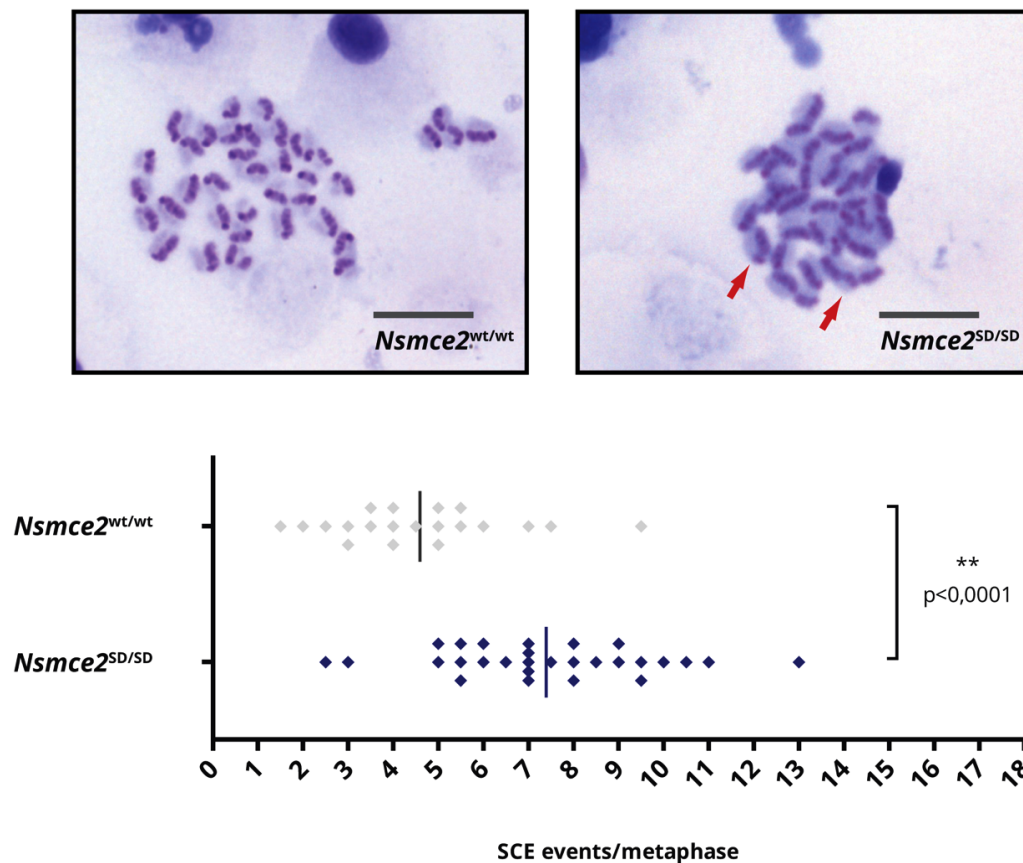 Nsmce2wt/wt
Nsmce2SD/SD
Nsmce2wt/wt
**
p<0,0001
Nsmce2SD/SD
0 1 2 3 4 5 6 7 8 9 10 11 12 13 14 15 16 17 18
SCE events/metaphase